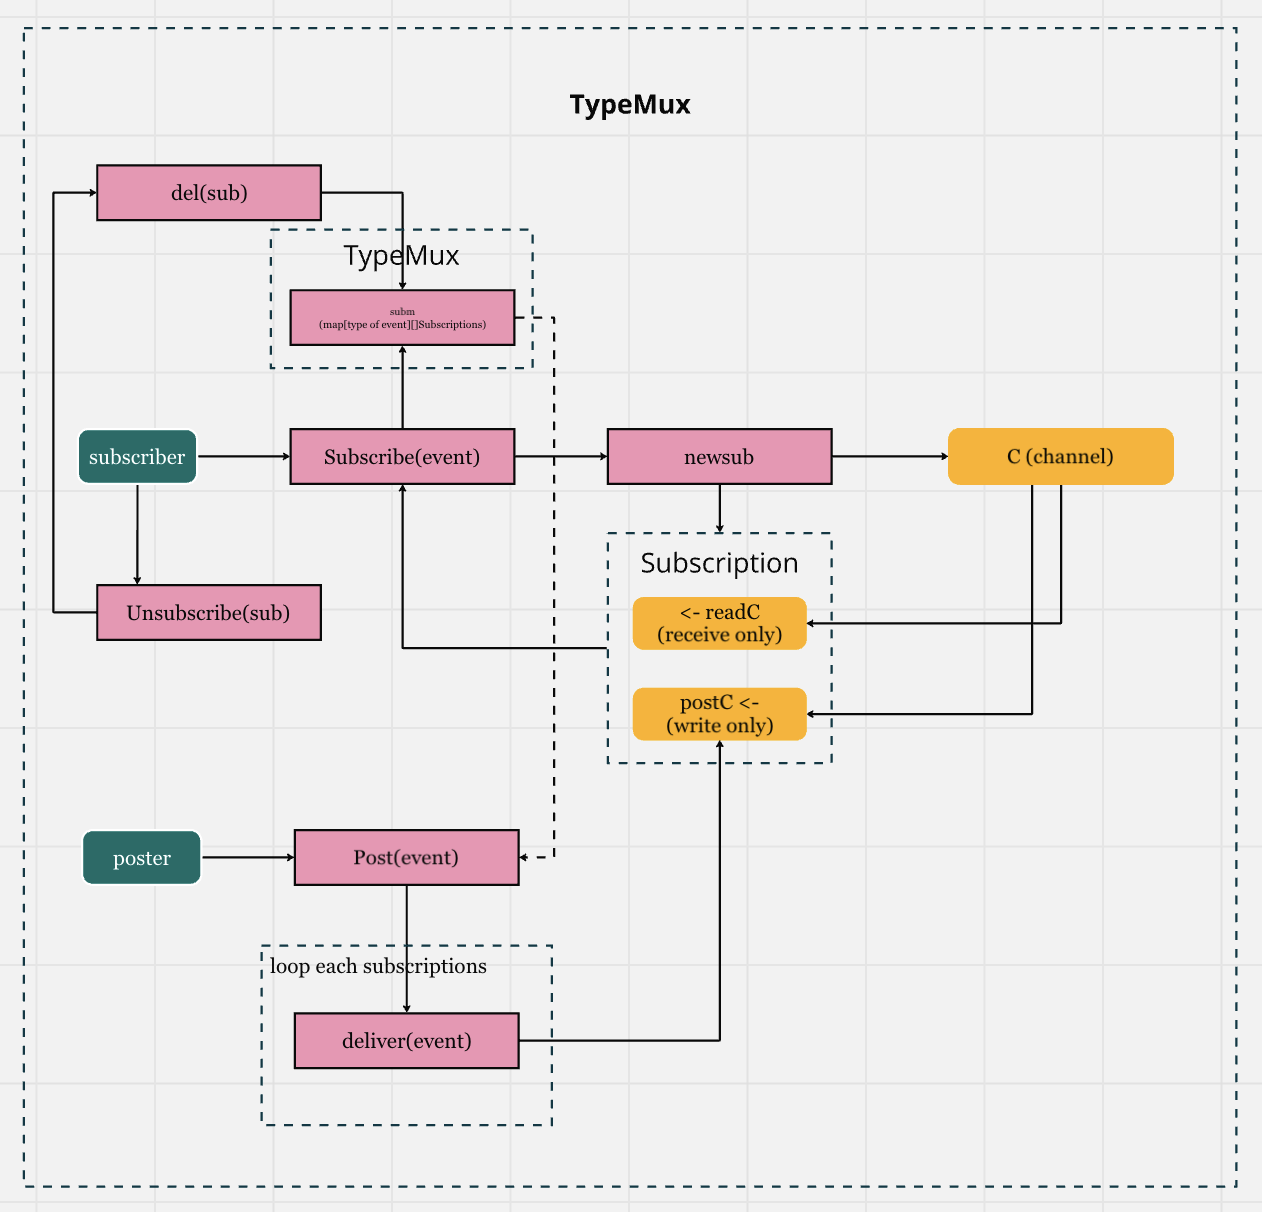 TypeMux
del(sub)
TypeMux
subm
(map[type of event][]Subscriptions)
subscriber
Subscribe(event)
newsub
C (channel)
Subscription
<- readC
(receive only)
Unsubscribe(sub)
postC <-
(write only)
poster
Post(event)
loop each subscriptions
deliver(event)